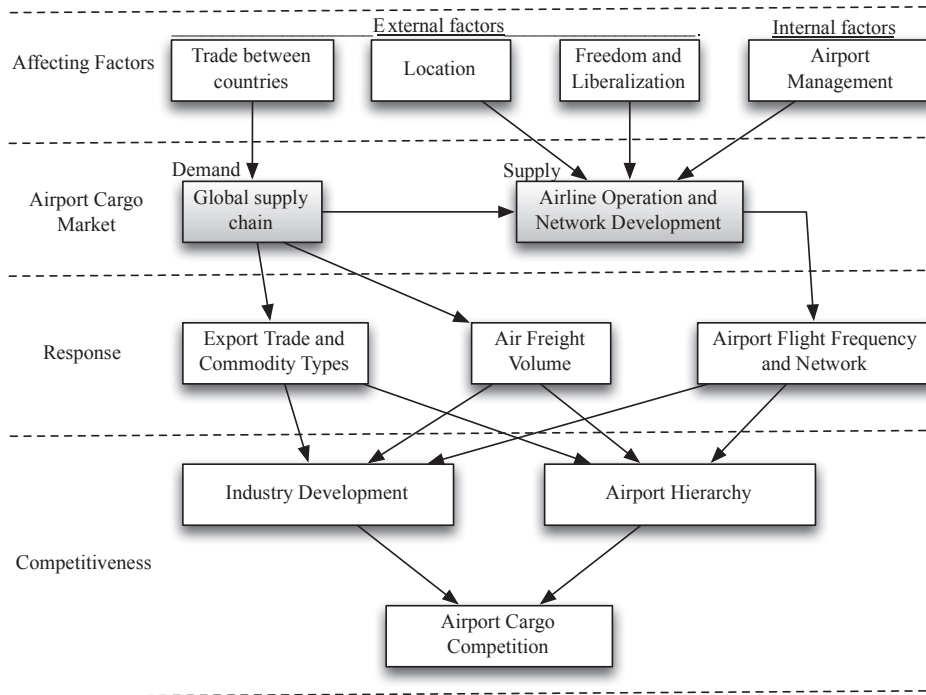 External factors
Internal factors
Affecting Factors
Trade between
countries
Location
Freedom and
Liberalization
Airport
Management
Demand
Supply
Airport Cargo
Market
Global supply
chain
Airline Operation and
Network Development
Response
Export Trade and
Commodity Types
Air Freight
Volume
Airport Flight Frequency
and Network
Industry Development
Airport Hierarchy
Competitiveness
Airport Cargo
Competition